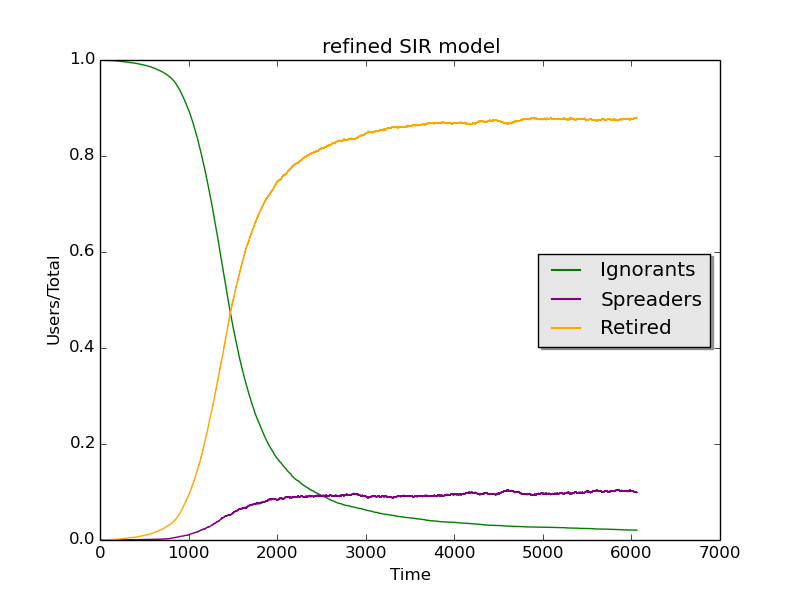 refined SIR model
1.0
0.8
0.6
0.4
0.2
0.0
Users/Total
Ignorants
Spreaders
Retired
0 1000 2000 3000 4000 5000 6000 7000
Time